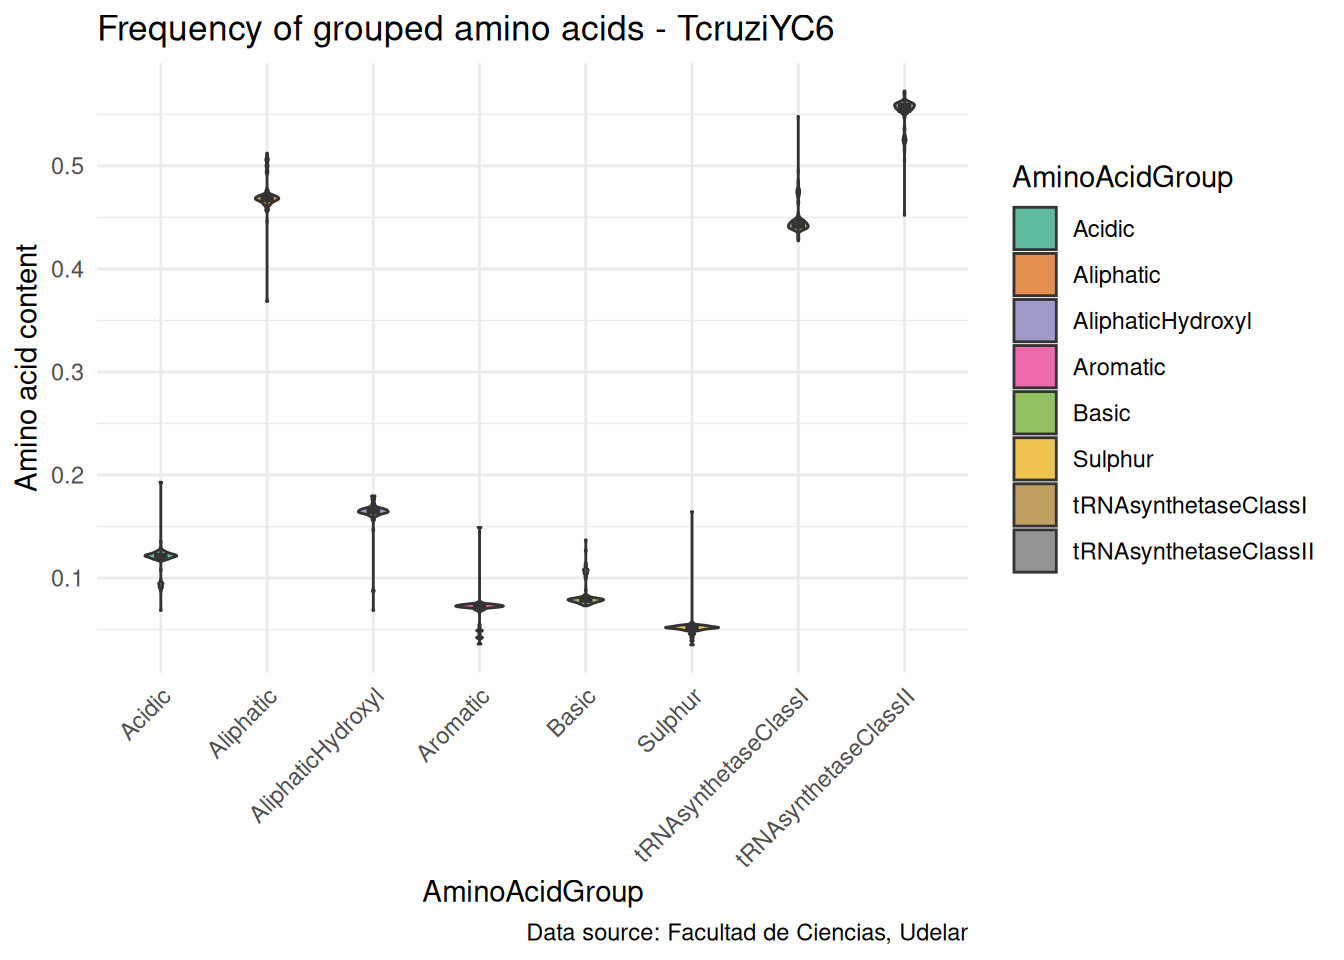 Frequency of grouped amino acids - TcruziYC6
Amino acid content
0.5
0.4
0.3
0.2
0.1
Acidic
Aliphatic
AliphaticHydroxyl
Aromatic
Basic
Sulphur
tRNAsynthetaseClassI
tRNAsynthetaseClassII
AminoAcidGroup
AminoAcidGroup
Acidic
Aliphatic
AliphaticHydroxyl
Aromatic
Basic
Sulphur
tRNAsynthetaseClassI
tRNAsynthetaseClassII
Data source: Facultad de Ciencias, Udelar